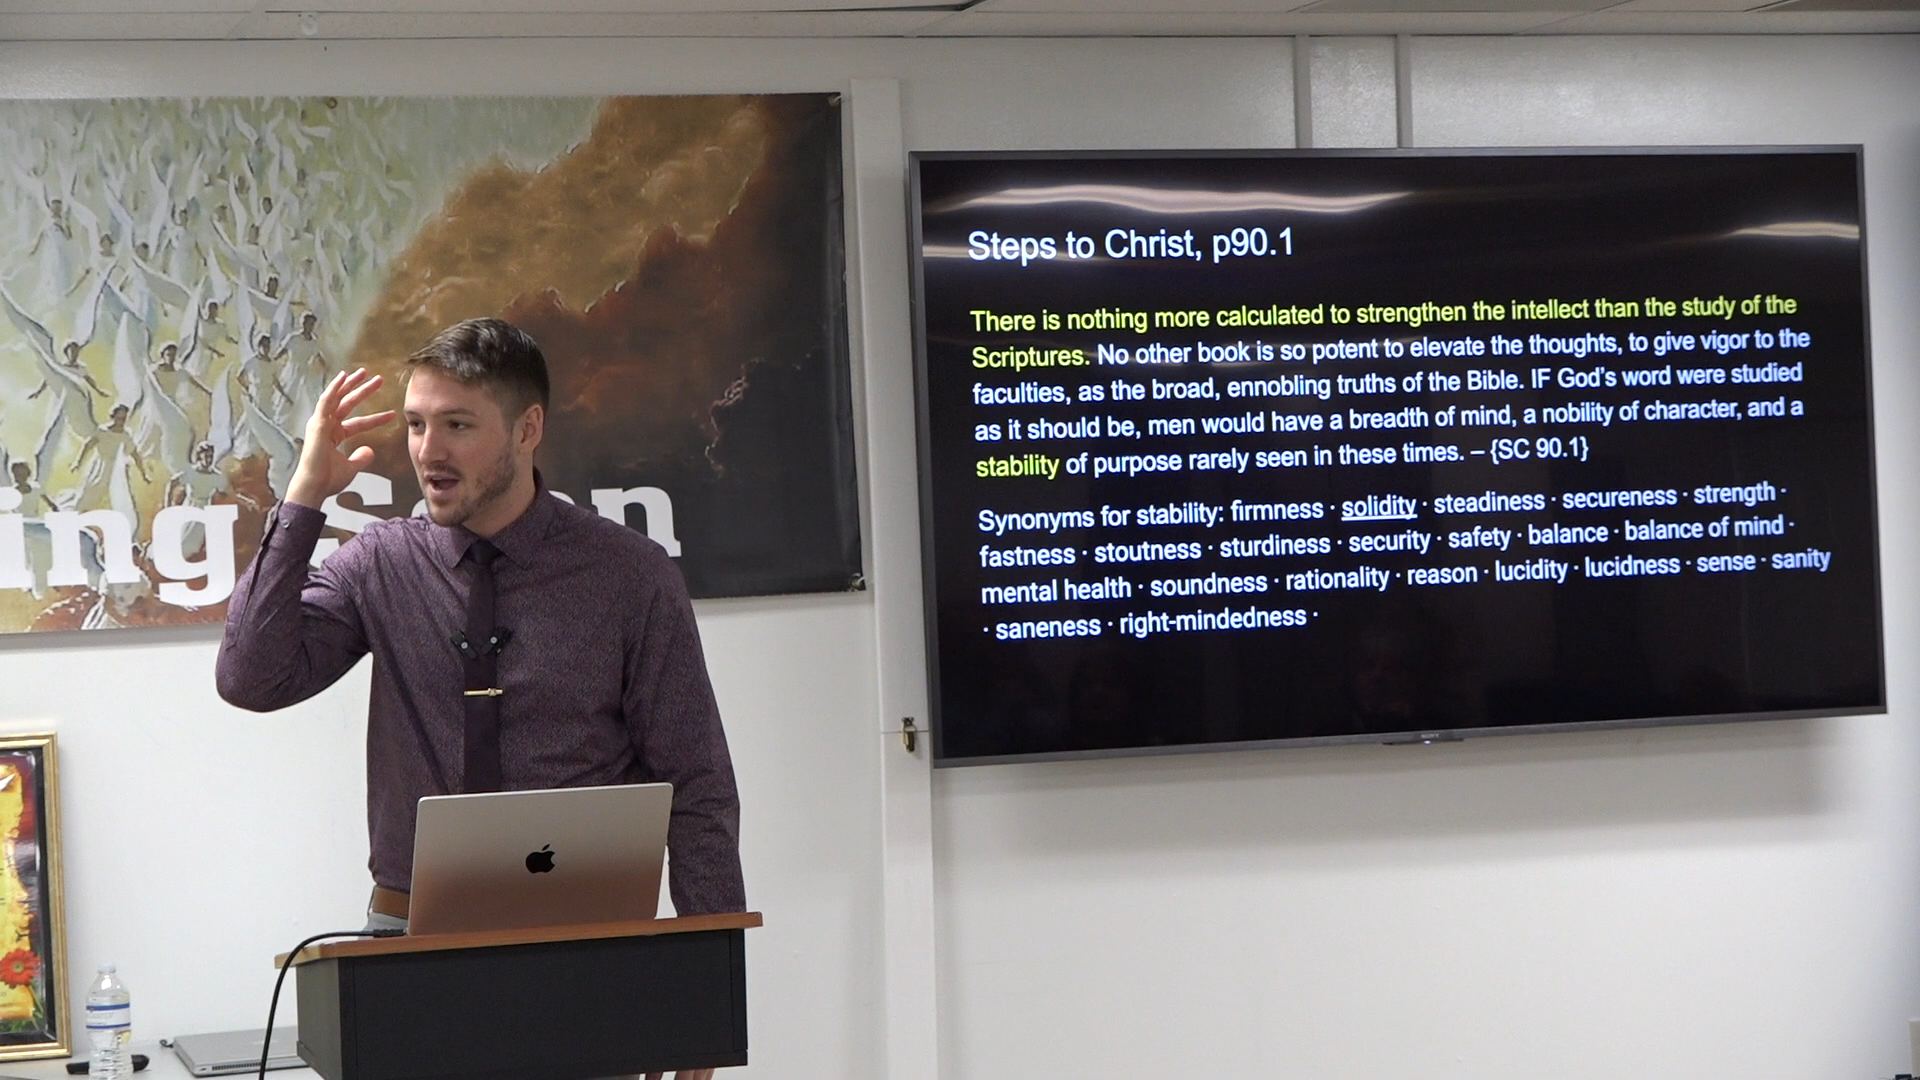 ing Soon
Steps to Christ, p90.1
There is nothing more calculated to strengthen the intellect than the study of the
Scriptures. No other book is so potent to elevate the thoughts, to give vigor to the
faculties, as the broad, ennobling truths of the Bible. IF God's word were studied
as it should be, men would have a breadth of mind, a nobility of character, and a
stability of purpose rarely seen in these times. – {SC 90.1}
Synonyms for stability: firmness · solidity · steadiness · secureness · strength ·
fastness · stoutness · sturdiness · security · safety · balance · balance of mind ·
mental health · soundness · rationality · reason · lucidity · lucidness · sense · sanity
· saneness · right-mindedness ·
SONY